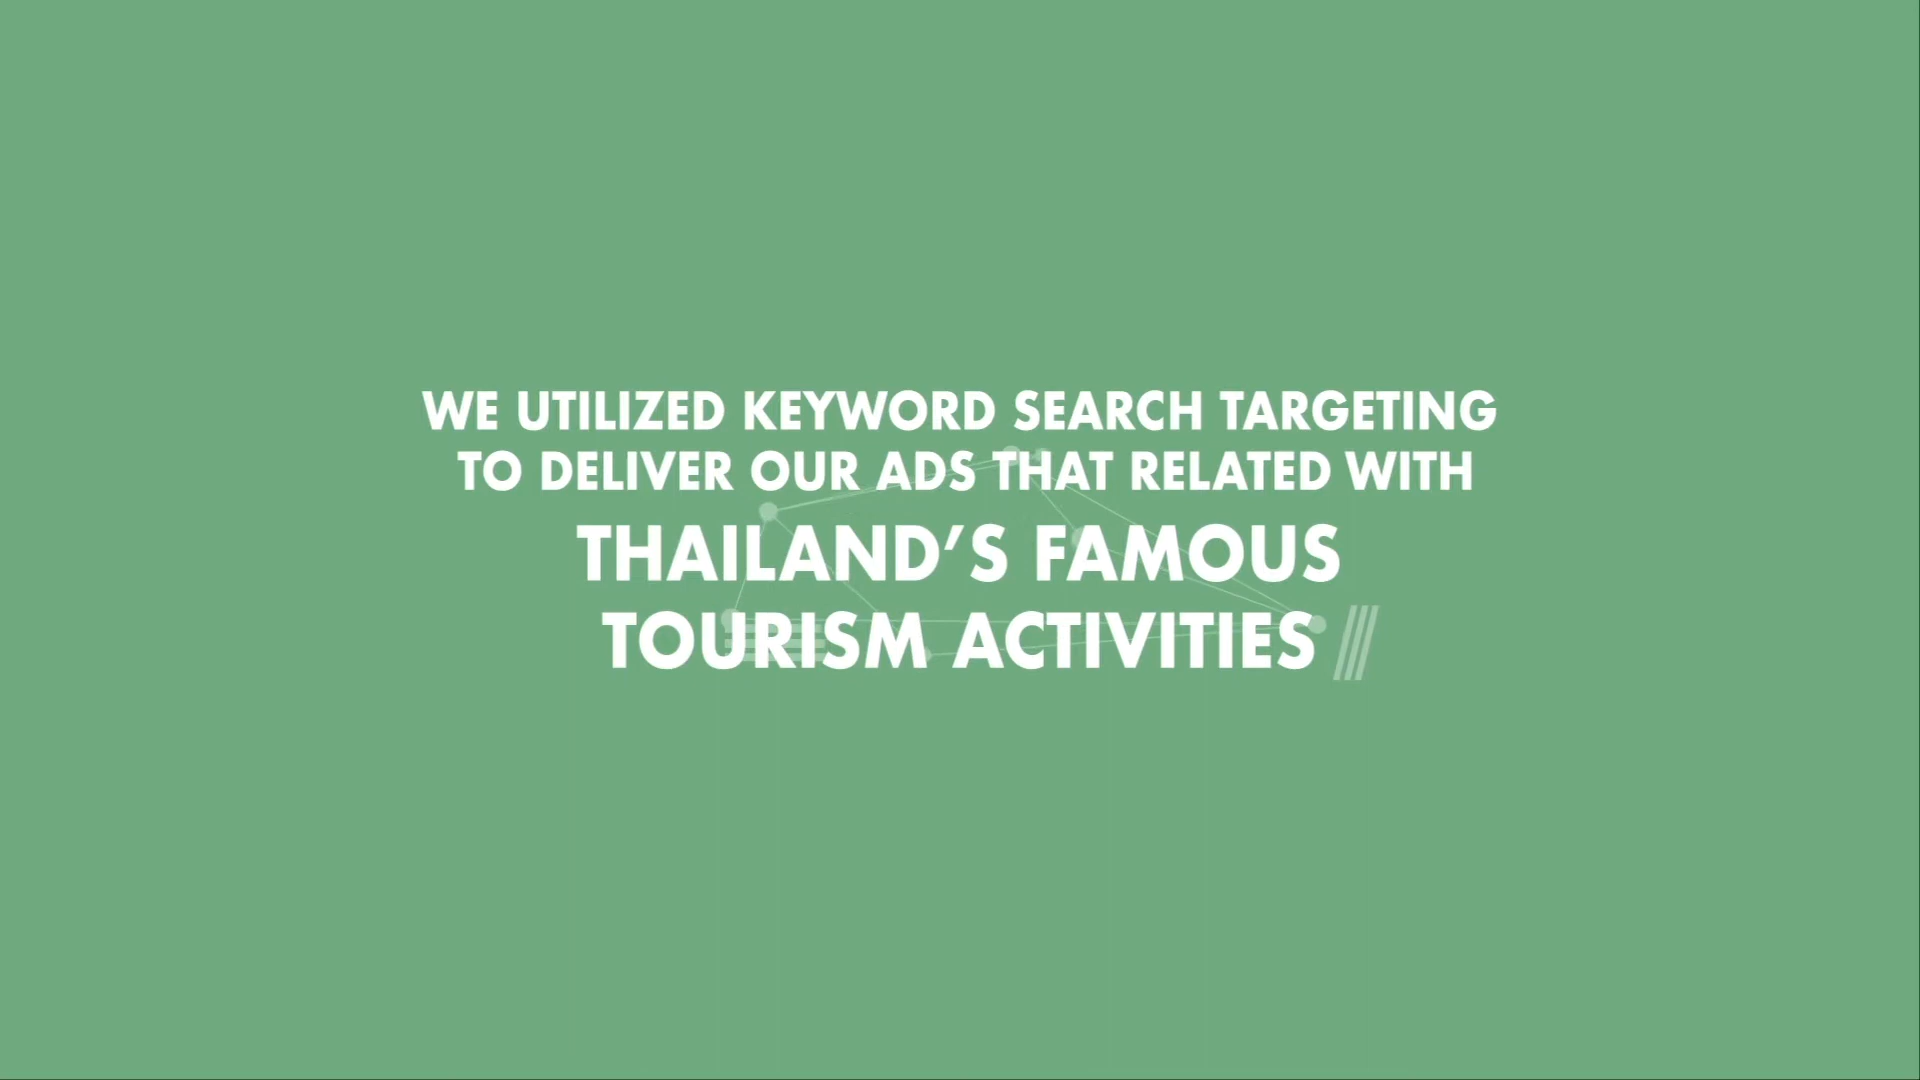 WE UTILIZED KEYWORD SEARCH TARGETING
TO DELIVER OUR ADS THAT RELATED WITH
THAILAND’S FAMOUS
TOURISM ACTIVITIES